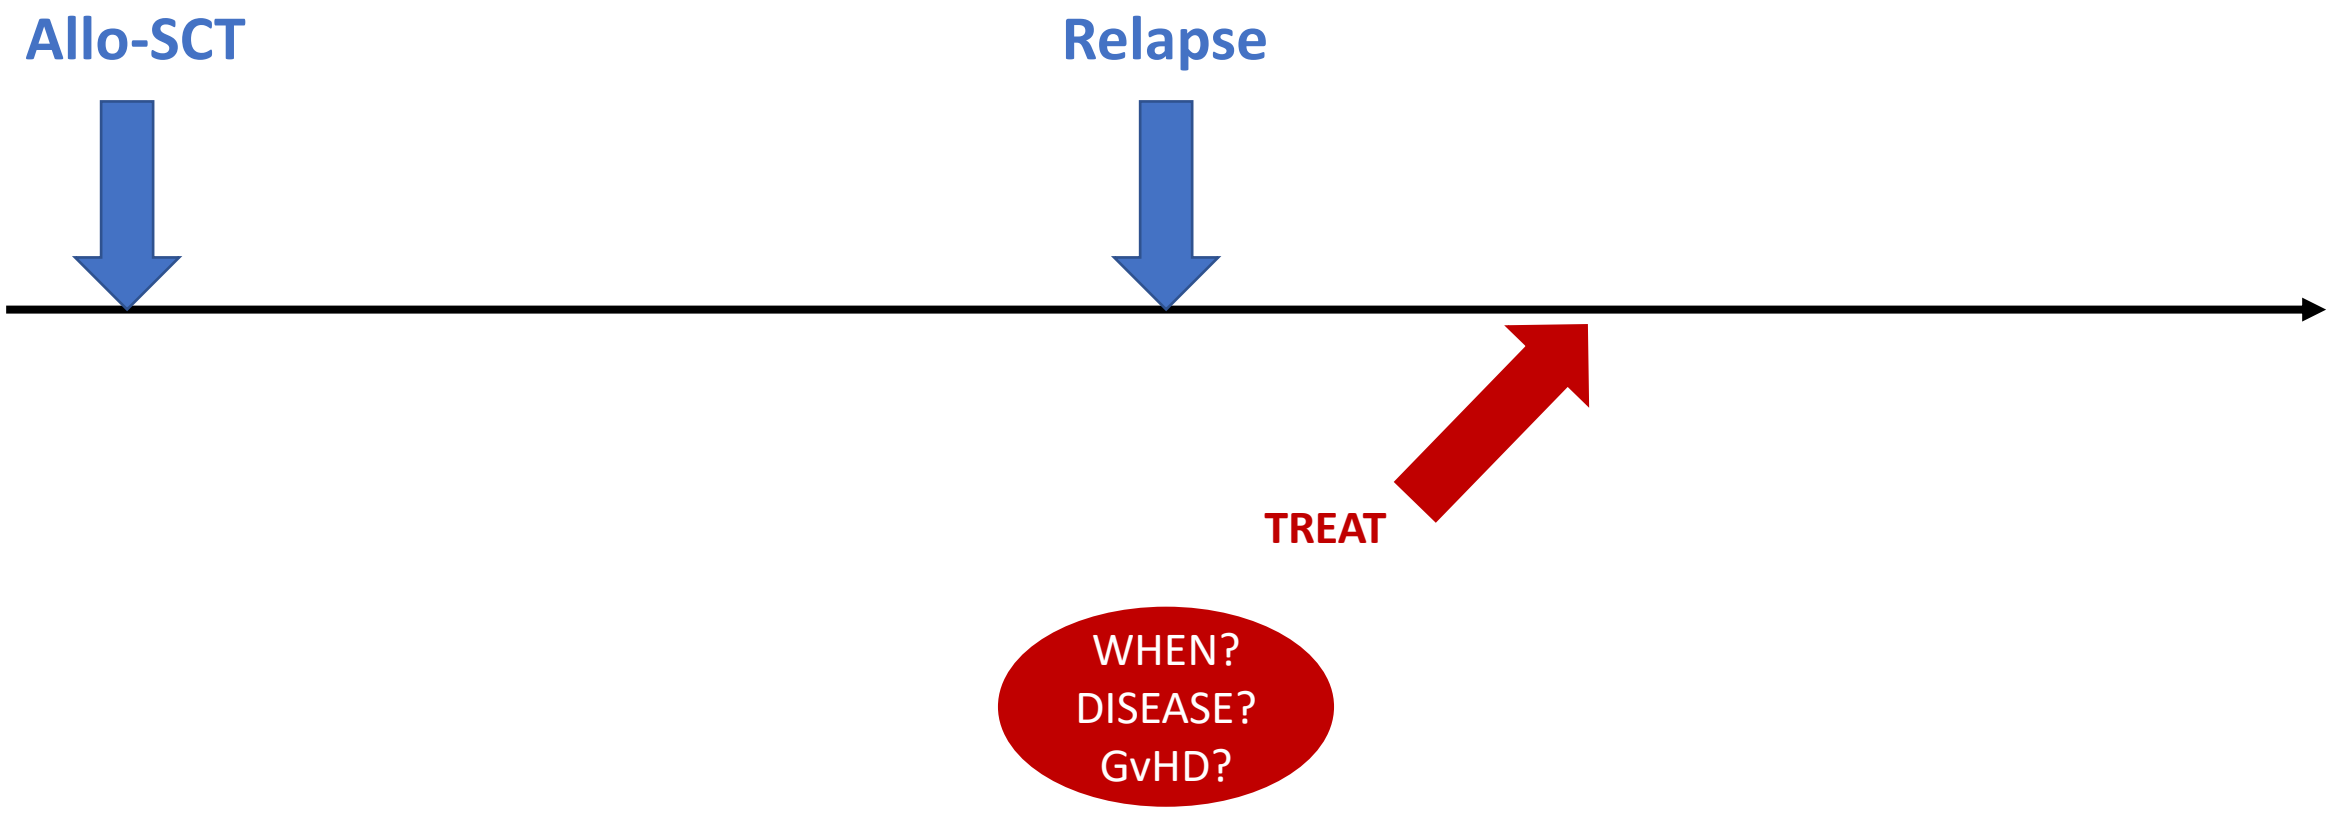 Allo-SCT
Relapse
TREAT
WHEN?
DISEASE?
GvHD?